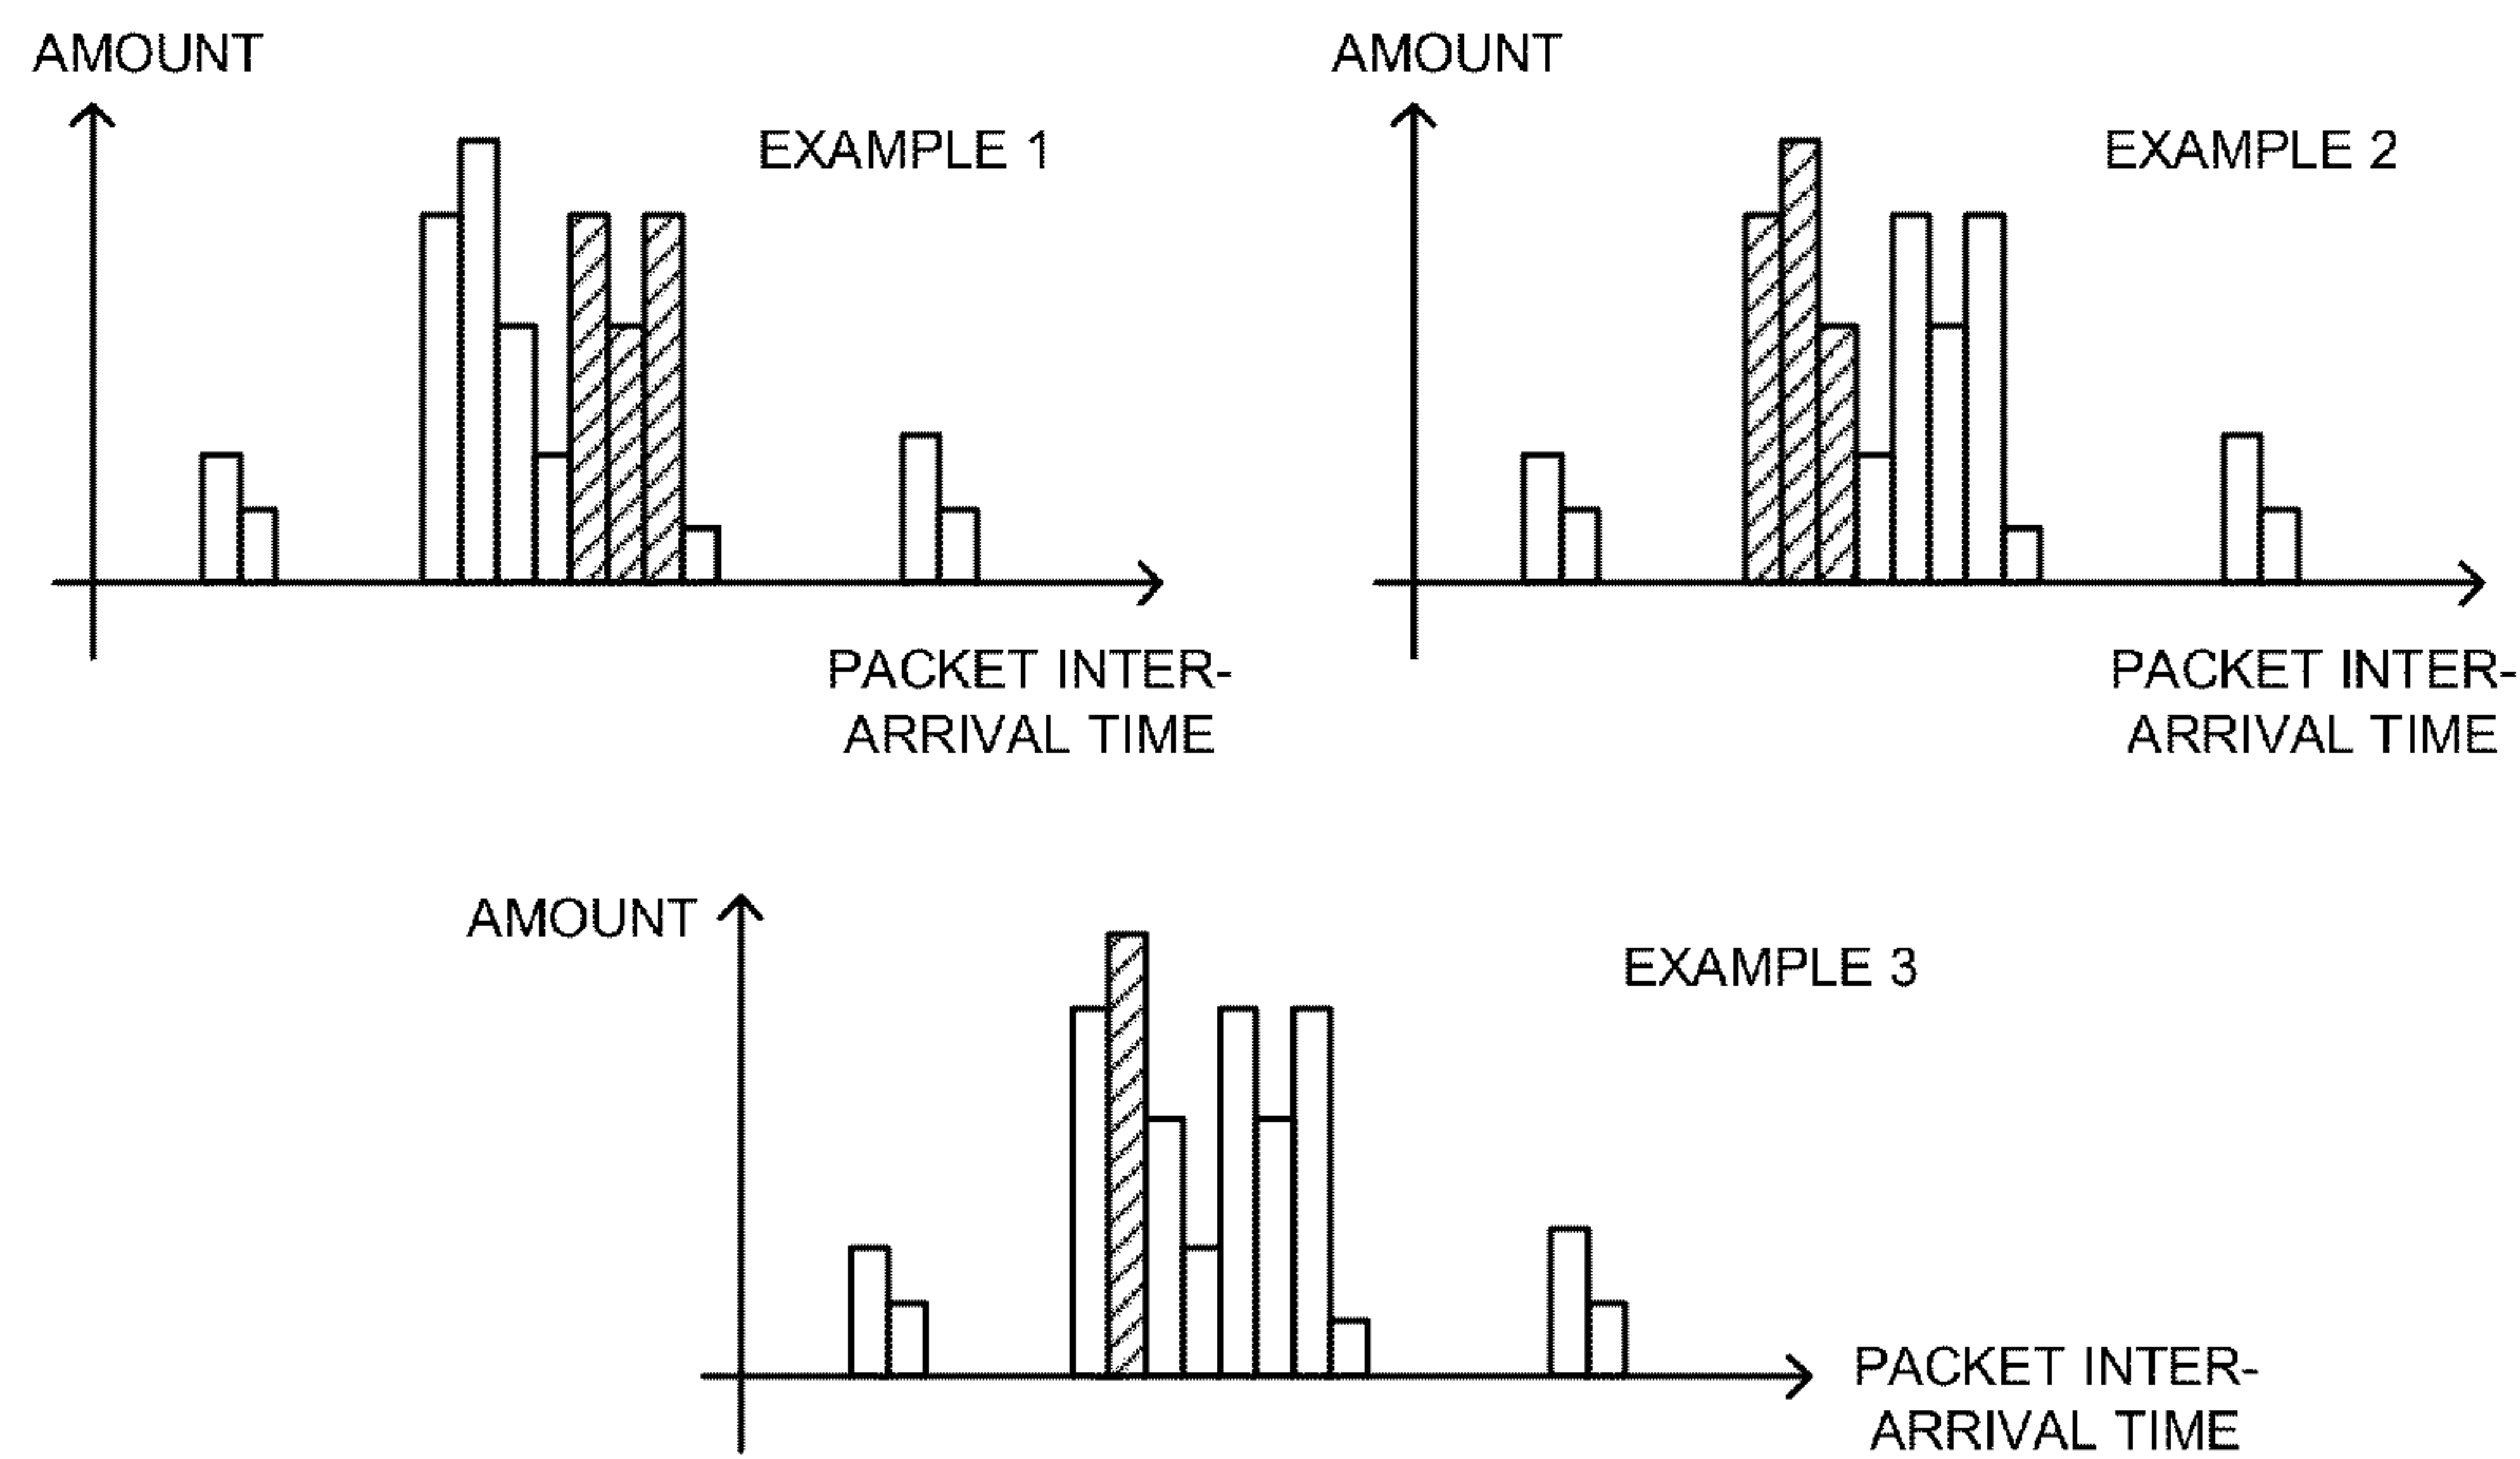 AMOUNT
EXAMPLE 1
PACKET INTER-
ARRIVAL TIME
AMOUNT
EXAMPLE 2
PACKET INTER-
ARRIVAL TIME
AMOUNT
EXAMPLE 3
PACKET INTER-
ARRIVAL TIME